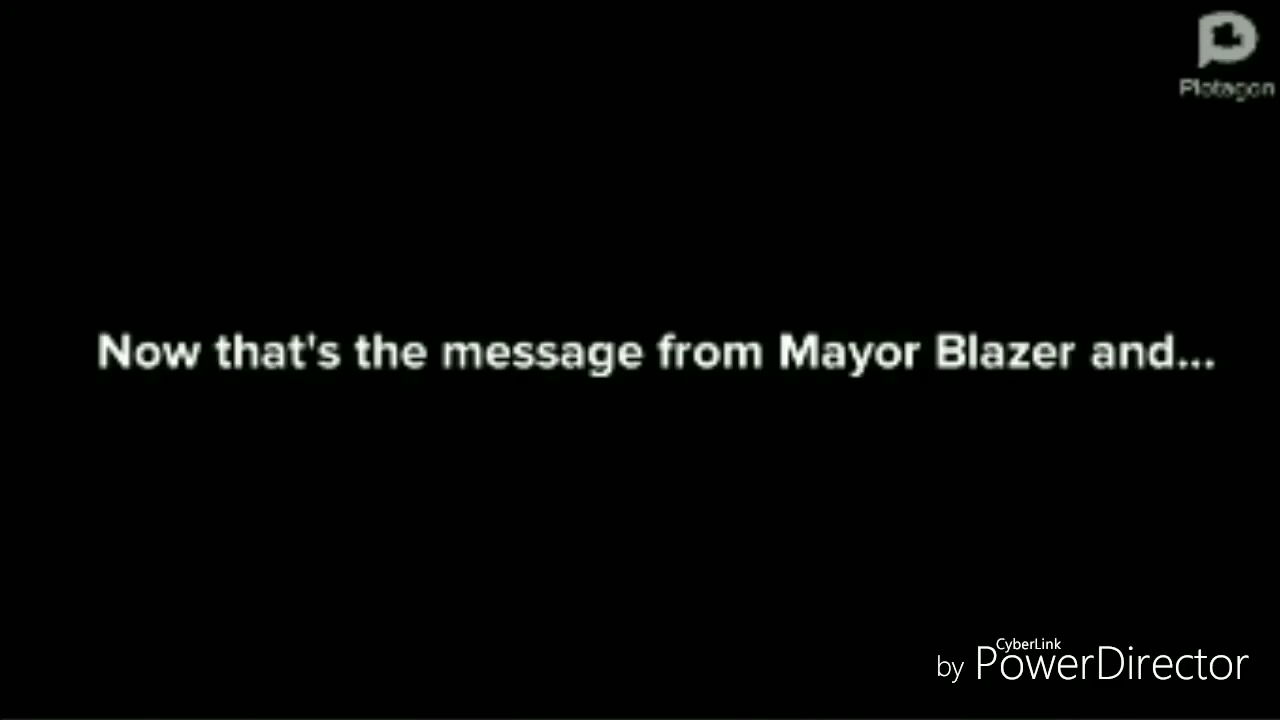 Plotagon
Now that's the message from Mayor Blazer and...
CyberLink
by PowerDirector